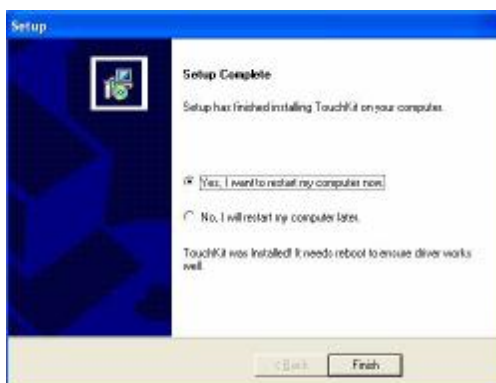 Setup
Setup Complete
Setup has finished installing TouchKit on your computer.
Yes, I want to restart my computer now.
No, I will restart my computer later.
TouchKit was Installed! It needs reboot to ensure driver works
well.
< Back
Finish